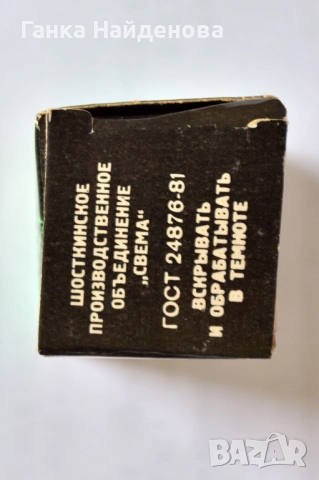 Ганка Найденова
ШОСТКИНСКОЕ
ПРОИЗВОДСТВЕННОЕ
ОБЪЕДИНЕНИЕ
„СВЕМА“
ГОСТ 24876-81
ВСКРЫВАТЬ
И ОБРАБАТЫВАТЬ
В ТЕМНОТЕ
bazar